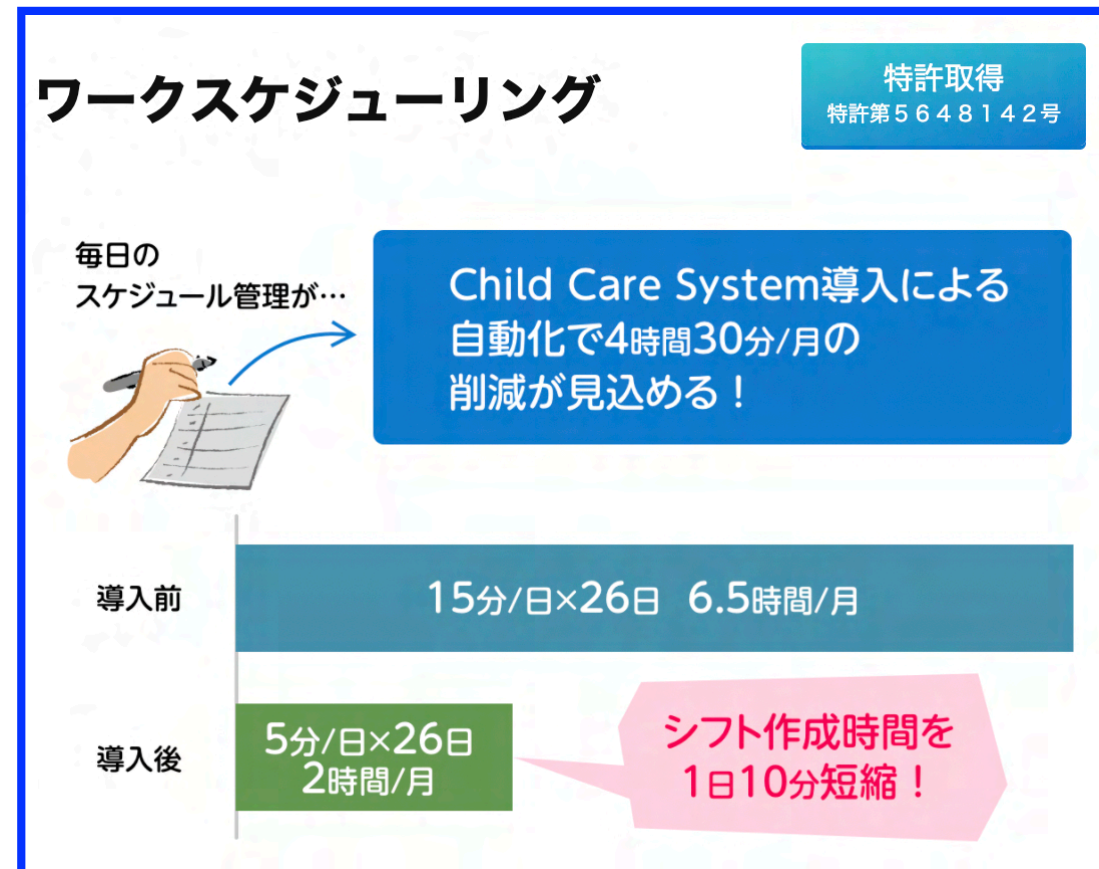 ワークスケジューリング
特許取得
特許第5648142号
毎日の
スケジュール管理が…
Child Care System導入による
自動化で4時間30分/月の
削減が見込める!
導入前
15分/日×26日 6.5時間/月
導入後
5分/日×26日
2時間/月
シフト作成時間を
1日10分短縮!